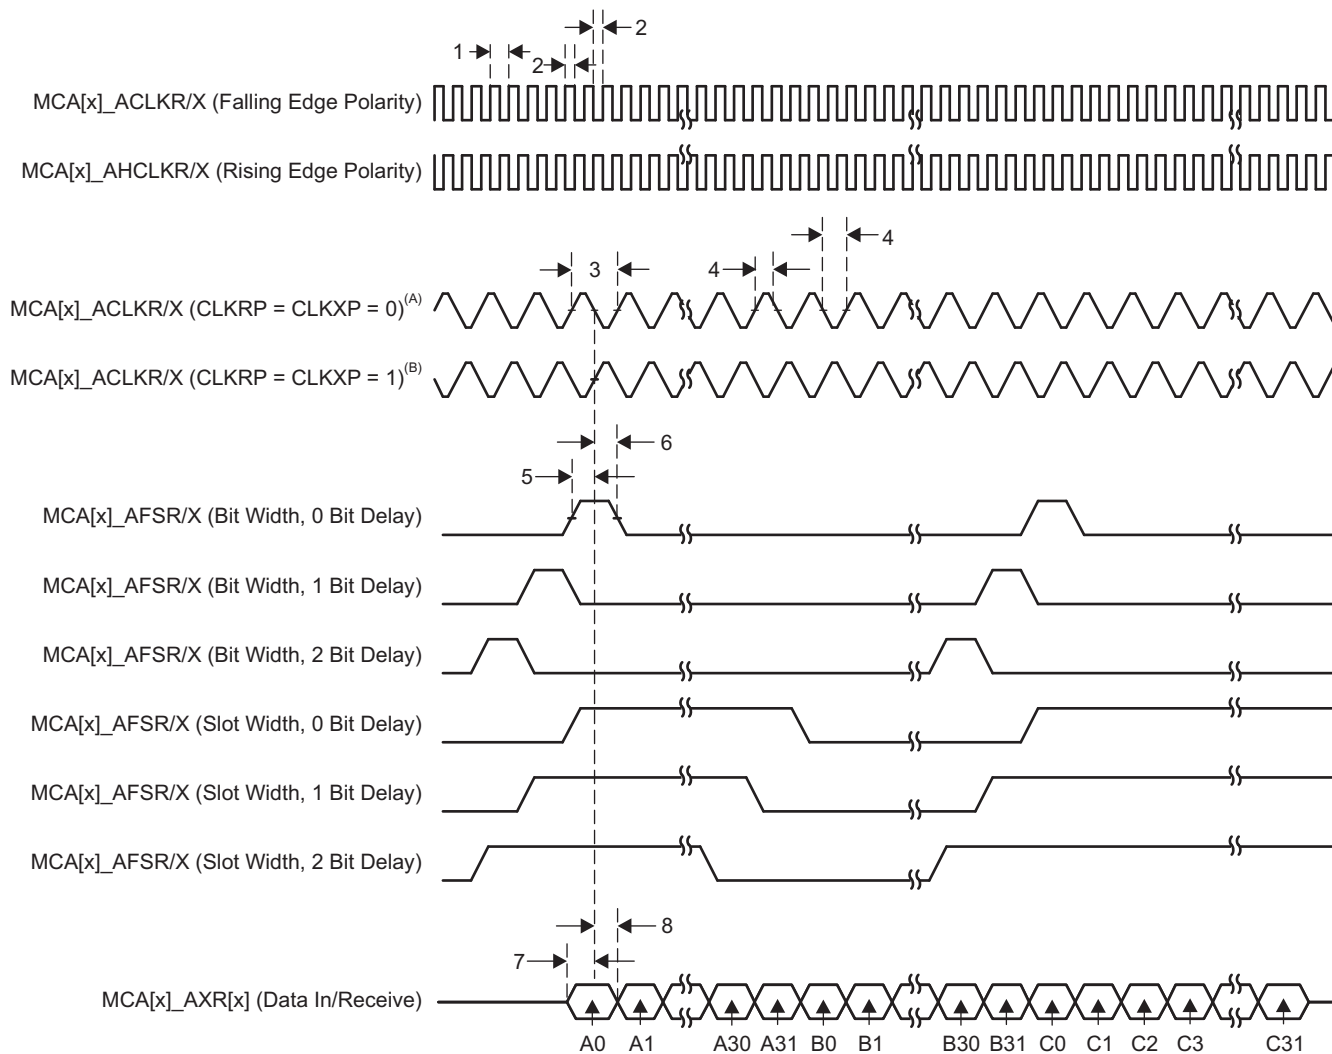 2
1
2
MCA[x]_ACLKR/X (Falling Edge Polarity)
MCA[x]_AHCLKR/X (Rising Edge Polarity)
4
3
4
MCA[x]_ACLKR/X (CLKRP = CLKXP = 0)(A)
MCA[x]_ACLKR/X (CLKRP = CLKXP = 1)(B)
6
5
MCA[x]_AFSR/X (Bit Width, 0 Bit Delay)
MCA[x]_AFSR/X (Bit Width, 1 Bit Delay)
MCA[x]_AFSR/X (Bit Width, 2 Bit Delay)
MCA[x]_AFSR/X (Slot Width, 0 Bit Delay)
MCA[x]_AFSR/X (Slot Width, 1 Bit Delay)
MCA[x]_AFSR/X (Slot Width, 2 Bit Delay)
8
7
MCA[x]_AXR[x] (Data In/Receive)
A0 A1 A30 A31 B0 B1 B30 B31 C0 C1 C2 C3 C31